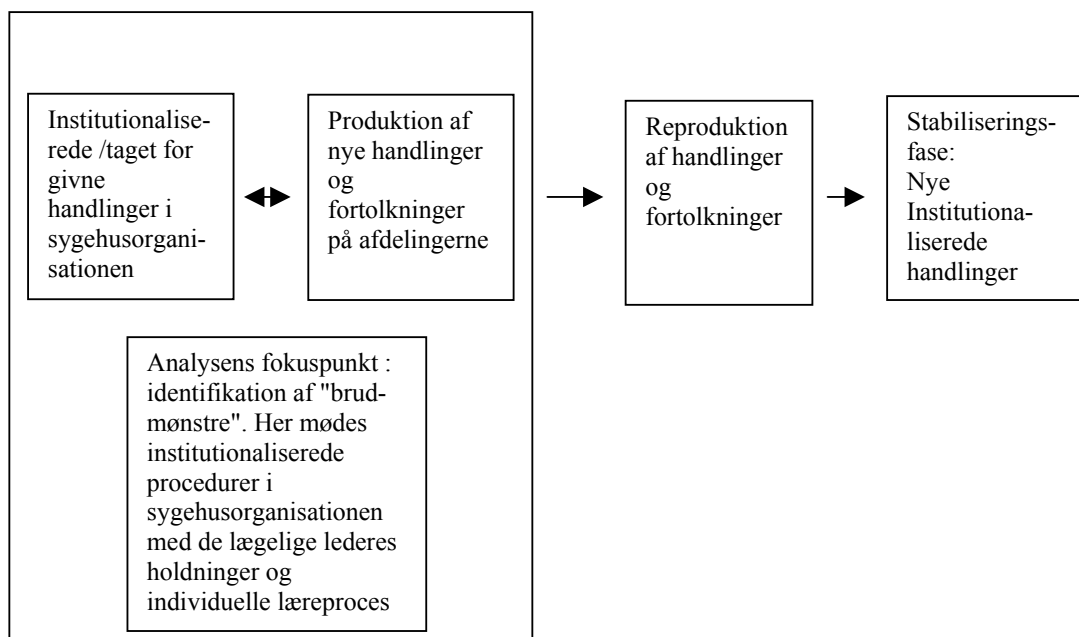 Institutionalise-
rede /taget for
givne
handlinger i
sygehusorgani-
sationen
Produktion af
nye handlinger
og
fortolkninger
på afdelingerne
Reproduktion
af handlinger
og
fortolkninger
Stabiliserings-
fase:
Nye
Institutiona-
liserede
handlinger
Analysens fokuspunkt :
identifikation af "brud-
mønstre". Her mødes
institutionaliserede
procedurer i
sygehusorganisationen
med de lægelige lederes
holdninger og
individuelle læreproces